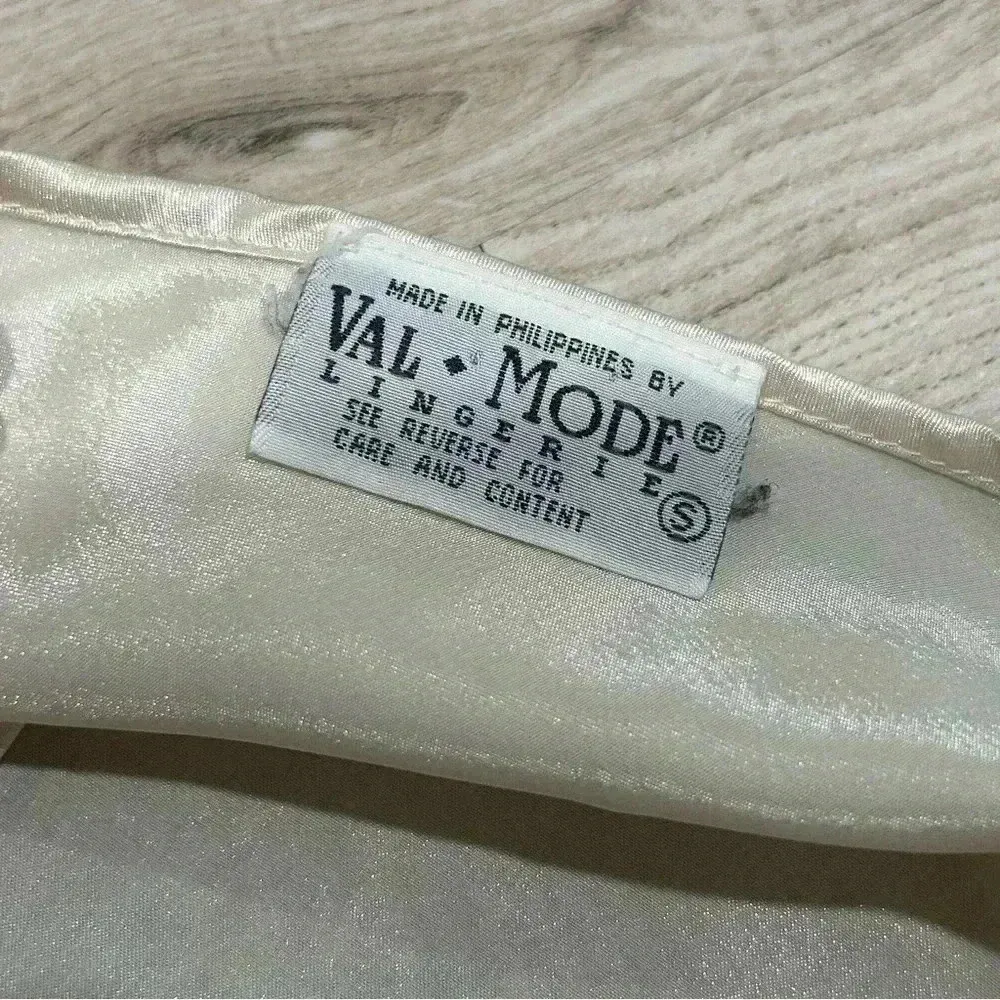 MADE IN PHILIPPINES BY
VAL ◆ MODE®
LINGERIE
SEE REVERSE FOR
CARE AND CONTENT
S